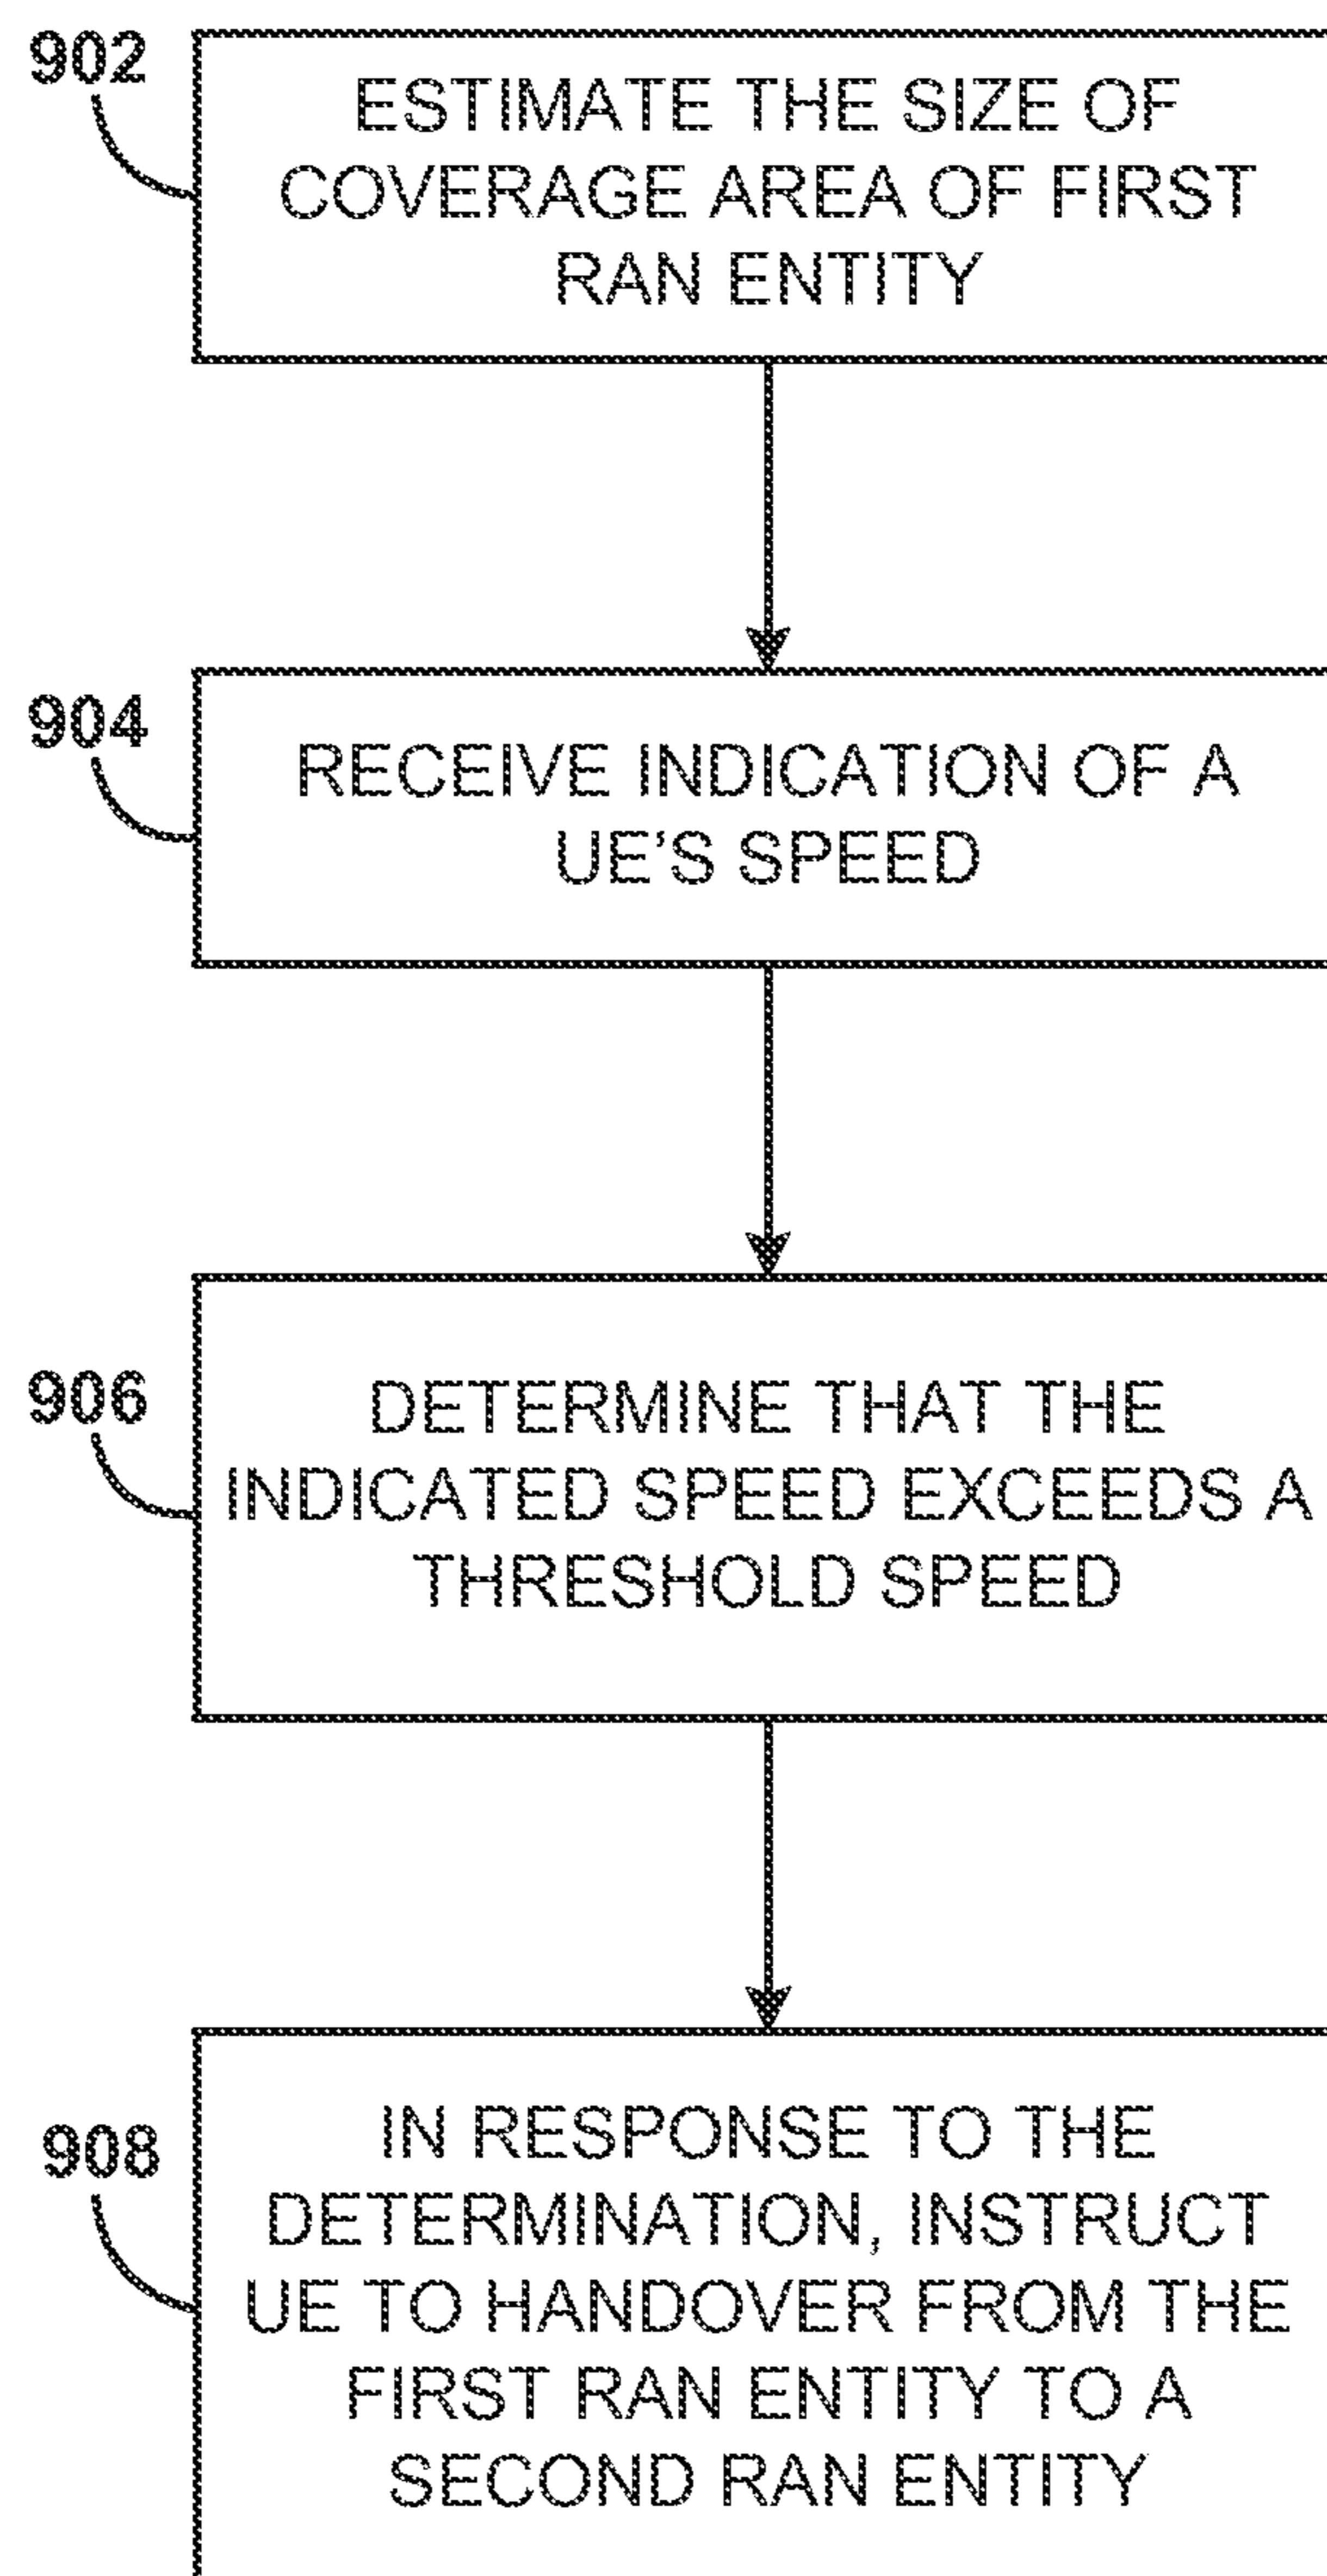 902
ESTIMATE THE SIZE OF
COVERAGE AREA OF FIRST
RAN ENTITY
904
RECEIVE INDICATION OF A
UE’S SPEED
906
DETERMINE THAT THE
INDICATED SPEED EXCEEDS A
THRESHOLD SPEED
908
IN RESPONSE TO THE
DETERMINATION, INSTRUCT
UE TO HANDOVER FROM THE
FIRST RAN ENTITY TO A
SECOND RAN ENTITY